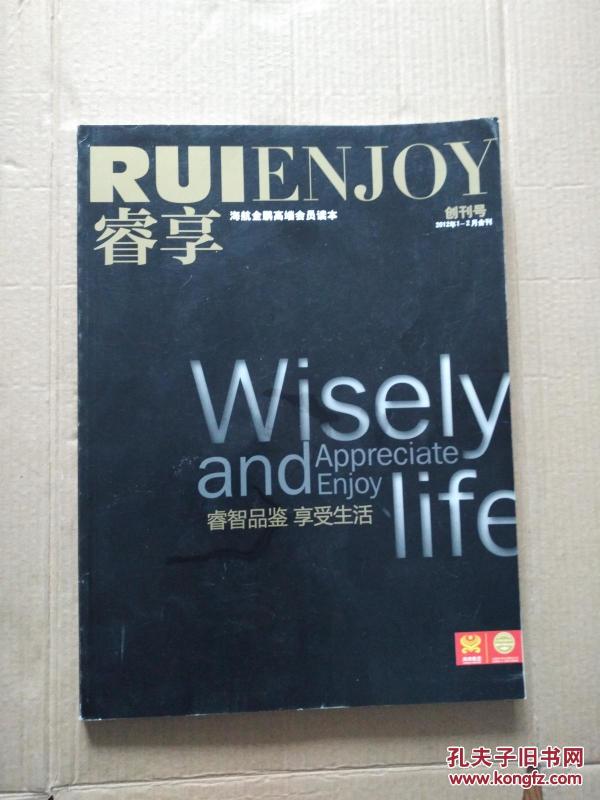 RUIENJOY
睿享
海航金鹏高端会员读本
创刊号
2012年1-2月合刊
Wisely
and Appreciate
Enjoy
life
睿智品鉴 享受生活
孔夫子旧书网
www.kongfz.com